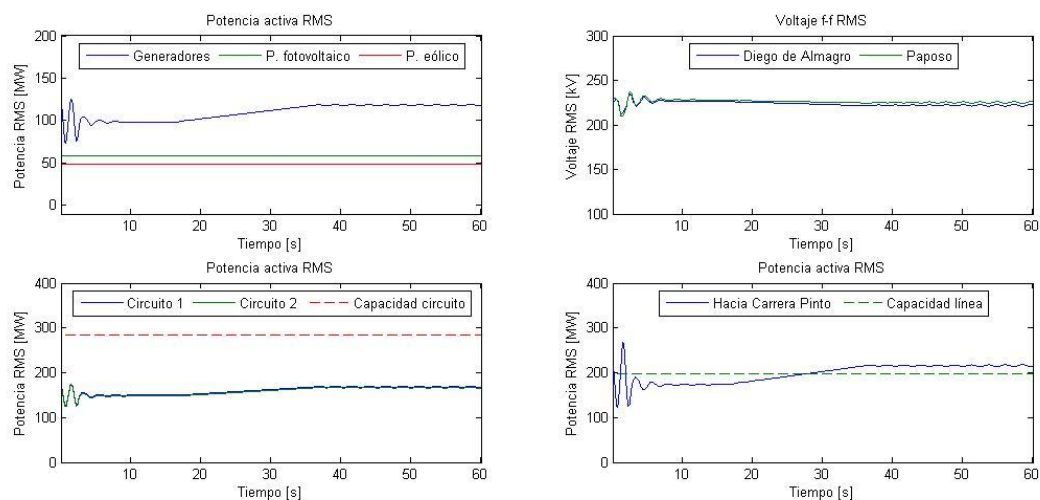 Potencia activa RMS
Generadores P. fotovoltaico P. eólico
Potencia RMS [MW]
200
150
100
50
0
10 20 30 40 50 60
Tiempo [s]
Voltaje f-f RMS
Diego de Almagro Paposo
Voltaje RMS [kV]
300
250
200
150
100
10 20 30 40 50 60
Tiempo [s]
Potencia activa RMS
Circuito 1 Circuito 2 Capacidad circuito
Potencia RMS [MW]
400
300
200
100
0
10 20 30 40 50 60
Tiempo [s]
Potencia activa RMS
Hacia Carrera Pinto Capacidad línea
Potencia RMS [MW]
400
300
200
100
0
10 20 30 40 50 60
Tiempo [s]